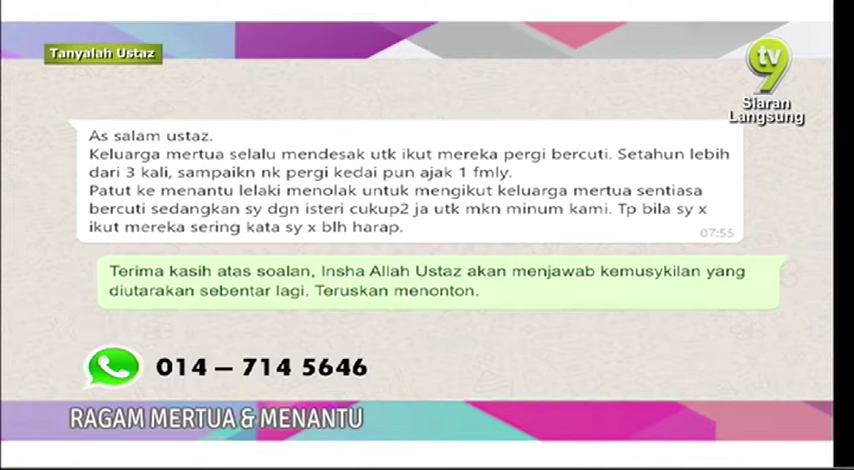 Tanyalah Ustaz
tv
9
Siaran
Langsung
As salam ustaz.
Keluarga mertua selalu mendesak utk ikut mereka pergi bercuti. Setahun lebih
dari 3 kali, sampaikn nk pergi kedai pun ajak 1 fmly.
Patut ke menantu lelaki menolak untuk mengikut keluarga mertua sentiasa
bercuti sedangkan sy dgn isteri cukup2 ja utk mkn minum kami. Tp bila sy x
ikut mereka sering kata sy x blh harap.
07:55
Terima kasih atas soalan, Insha Allah Ustaz akan menjawab kemusykilan yang
diutarakan sebentar lagi. Teruskan menonton.
014 – 714 5646
RAGAM MERTUA & MENANTU